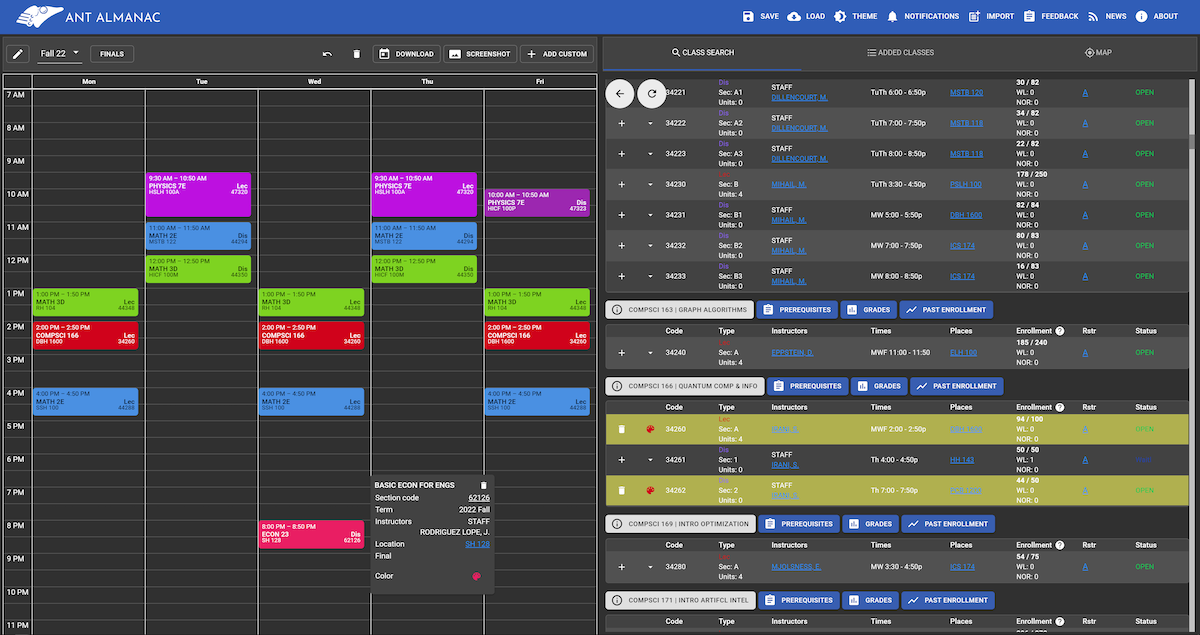 ANT ALMANAC
SAVE LOAD THEME NOTIFICATIONS IMPORT FEEDBACK NEWS ABOUT
Fall 22 FINALS DOWNLOAD SCREENSHOT ADD CUSTOM
Mon Tue Wed Thu Fri
7 AM
8 AM
9 AM
10 AM
11 AM
12 PM
1 PM
2 PM
3 PM
4 PM
5 PM
6 PM
7 PM
8 PM
9 PM
10 PM
11 PM
1:00 PM – 1:50 PM
MATH 3D Lec
RH 104 44348
2:00 PM – 2:50 PM
COMPSCI 166 Lec
DBH 1600 34260
4:00 PM – 4:50 PM
MATH 2E Lec
SSH 100 44288
9:30 AM – 10:50 AM
PHYSICS 7E Lec
HSLH 100A 47320
11:00 AM – 11:50 AM
MATH 2E Dis
MSTB 122 44294
12:00 PM – 12:50 PM
MATH 3D Dis
HICF 100M 44350
1:00 PM – 1:50 PM
MATH 3D Lec
RH 104 44348
2:00 PM – 2:50 PM
COMPSCI 166 Lec
DBH 1600 34260
4:00 PM – 4:50 PM
MATH 2E Lec
SSH 100 44288
8:00 PM – 8:50 PM
ECON 23 Dis
SH 128 62126
9:30 AM – 10:50 AM
PHYSICS 7E Lec
HSLH 100A 47320
11:00 AM – 11:50 AM
MATH 2E Dis
MSTB 122 44294
12:00 PM – 12:50 PM
MATH 3D Dis
HICF 100M 44350
10:00 AM – 10:50 AM
PHYSICS 7E Dis
HICF 100P 47323
1:00 PM – 1:50 PM
MATH 3D Lec
RH 104 44348
2:00 PM – 2:50 PM
COMPSCI 166 Lec
DBH 1600 34260
4:00 PM – 4:50 PM
MATH 2E Lec
SSH 100 44288
BASIC ECON FOR ENGS
Section code 62126
Term 2022 Fall
Instructors STAFF
RODRIGUEZ LOPE, J.
Location SH 128
Final
Color
CLASS SEARCH ADDED CLASSES MAP
Dis 30 / 82
34221 Sec: A1 STAFF TuTh 6:00 - 6:50p MSTB 120 WL: 0 A OPEN
Units: 0 DILLENCOURT, M. NOR: 0
Dis 34 / 82
34222 Sec: A2 STAFF TuTh 7:00 - 7:50p MSTB 118 WL: 0 A OPEN
Units: 0 DILLENCOURT, M. NOR: 0
Dis 22 / 82
34223 Sec: A3 STAFF TuTh 8:00 - 8:50p MSTB 118 WL: 0 A OPEN
Units: 0 DILLENCOURT, M. NOR: 0
178 / 250
34230 Sec: B MIHAIL, M. TuTh 3:30 - 4:50p PSLH 100 WL: 0 A OPEN
Units: 4 NOR: 0
Dis 82 / 84
34231 Sec: B1 STAFF MW 5:00 - 5:50p DBH 1600 WL: 0 A OPEN
Units: 0 MIHAIL, M. NOR: 0
Dis 80 / 83
34232 Sec: B2 STAFF MW 7:00 - 7:50p ICS 174 WL: 0 A OPEN
Units: 0 MIHAIL, M. NOR: 0
Dis 16 / 83
34233 Sec: B3 STAFF MW 8:00 - 8:50p ICS 174 WL: 0 A OPEN
Units: 0 MIHAIL, M. NOR: 0
COMPSCI 163 | GRAPH ALGORITHMS PREREQUISITES GRADES PAST ENROLLMENT
Code Type Instructors Times Places Enrollment Rstr Status
185 / 240
34240 Sec: A EPPSTEIN, D. MWF 11:00 - 11:50 ELH 100 WL: 0 A OPEN
Units: 4 NOR: 0
COMPSCI 166 | QUANTUM COMP & INFO PREREQUISITES GRADES PAST ENROLLMENT
Code Type Instructors Times Places Enrollment Rstr Status
Lec 94 / 100
34260 Sec: A IRANI, S. MWF 2:00 - 2:50p DBH 1600 WL: 0 A OPEN
Units: 4 NOR: 0
Dis 50 / 50
34261 Sec: 1 STAFF Th 4:00 - 4:50p HH 143 WL: 1 A
Units: 0 IRANI, S. NOR: 0
Dis 44 / 50
34262 Sec: 2 STAFF Th 7:00 - 7:50p WL: 0 A OPEN
Units: 0 IRANI, S. NOR: 0
COMPSCI 169 | INTRO OPTIMIZATION PREREQUISITES GRADES PAST ENROLLMENT
Code Type Instructors Times Places Enrollment Rstr Status
54 / 75
34280 Sec: A MJOLSNESS, E. MW 3:30 - 4:50p ICS 174 WL: 0 A OPEN
Units: 4 NOR: 0
COMPSCI 171 | INTRO ARTIFCL INTEL PREREQUISITES GRADES PAST ENROLLMENT
Code Type Instructors Times Places Enrollment Rstr Status